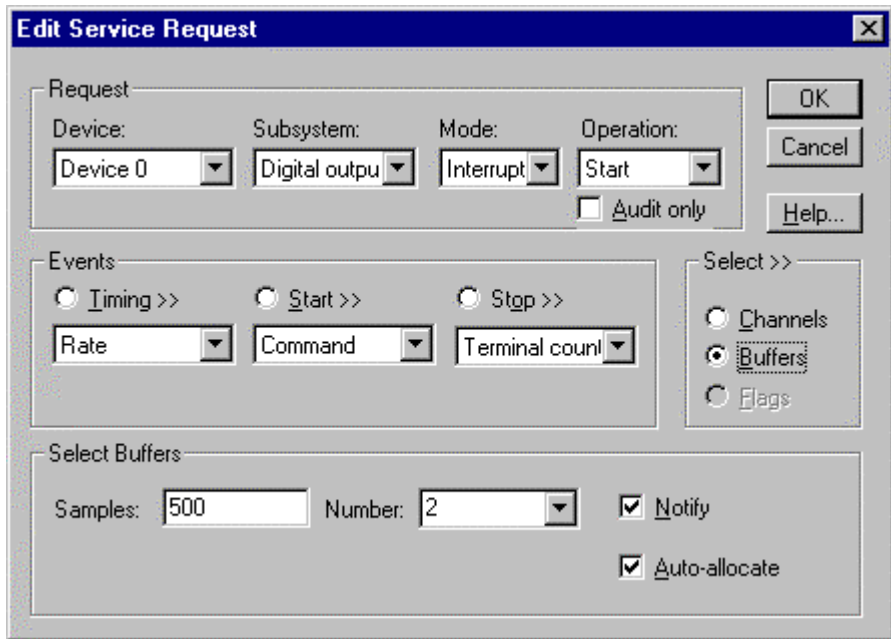 Edit Service Request
Request
OK
Device: Subsystem: Mode: Operation:
Device 0 Digital outpu Interrupt Start
Cancel
Audit only
Help...
Events
Select >>
Timing >> Start >> Stop >>
Channels
Rate Command Terminal count
Buffers
Flags
Select Buffers
Samples: 500 Number: 2 Notify
Auto-allocate